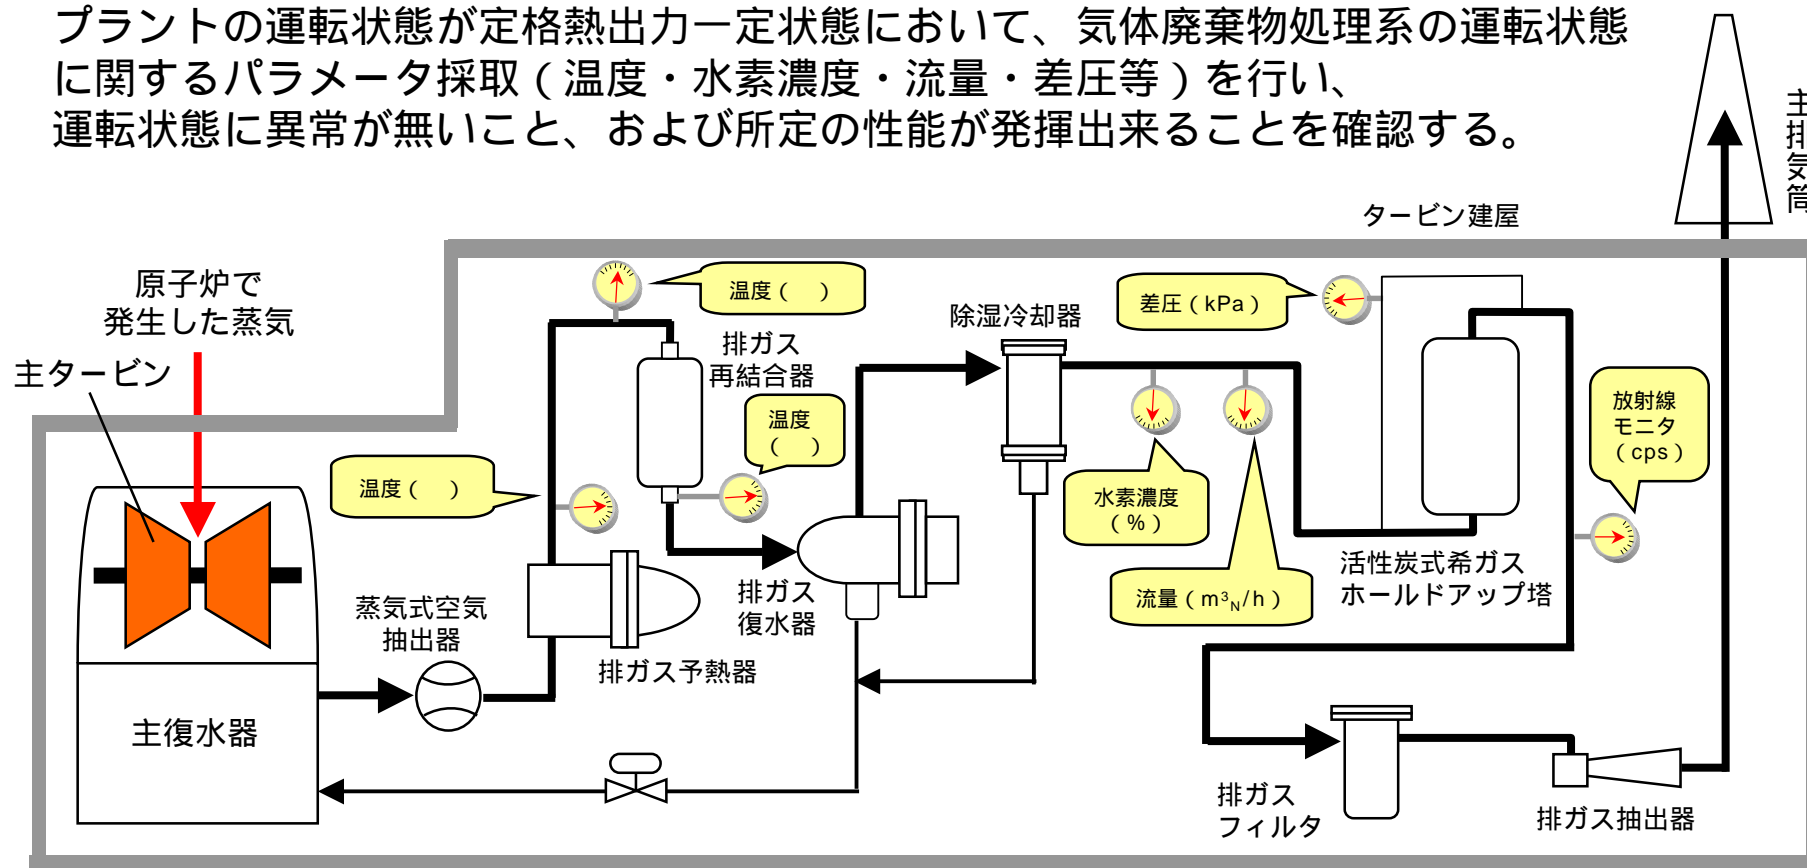 プラントの運転状態が定格熱出力一定状態において、気体廃棄物処理系の運転状態
に関するパラメータ採取（温度・水素濃度・流量・差圧等）を行い、
運転状態に異常が無いこと、および所定の性能が発揮出来ることを確認する。
主排気筒
タービン建屋
原子炉で
発生した蒸気
主タービン
温度（　）
排ガス
再結合器
温度
（　）
温度（　）
除湿冷却器
差圧（kPa）
水素濃度
（％）
流量（m³N/h）
放射線
モニタ
（cps）
活性炭式希ガス
ホールドアップ塔
蒸気式空気
抽出器
排ガス予熱器
排ガス
復水器
主復水器
排ガス
フィルタ
排ガス抽出器